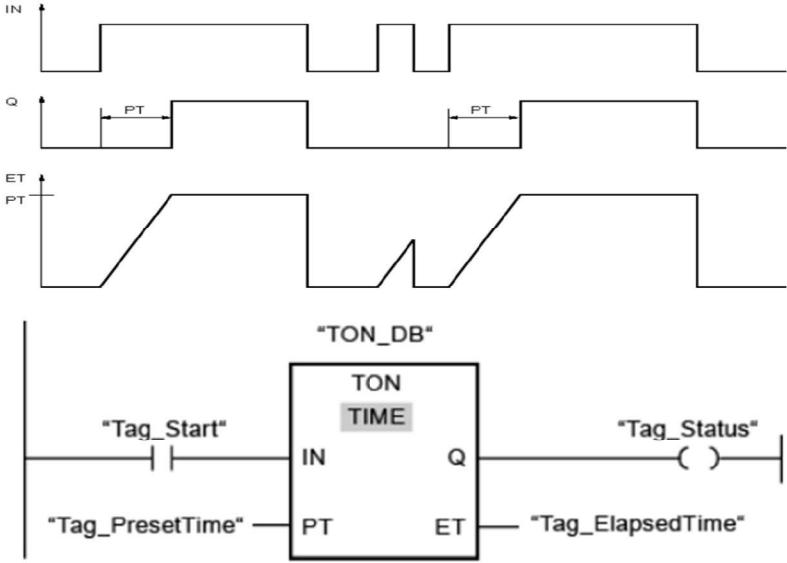 IN
Q
PT PT
ET
PT
"TON_DB"
TON
TIME
"Tag_Start" "Tag_Status"
IN Q
"Tag_PresetTime" PT ET "Tag_ElapsedTime"